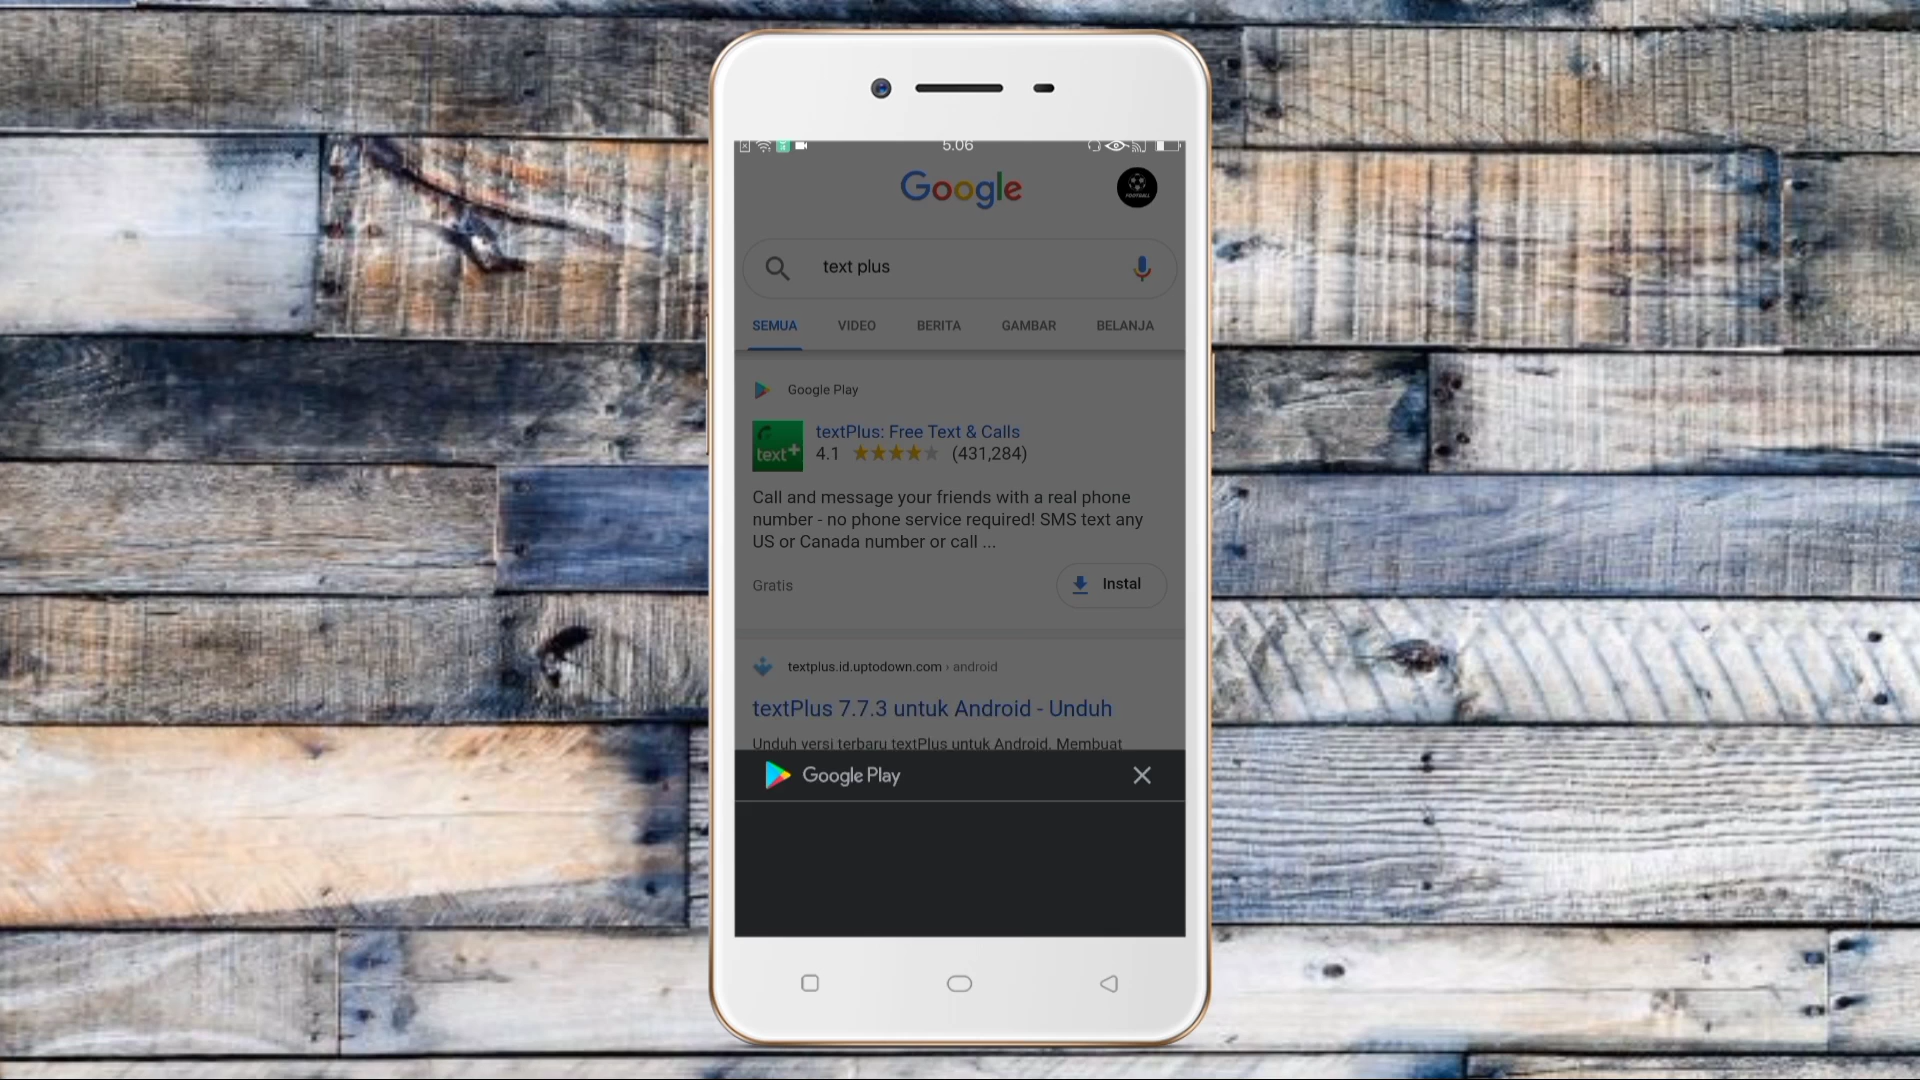 5.06
Google
FOOTBALL
text plus
SEMUA VIDEO BERITA GAMBAR BELANJA
Google Play
text+
textPlus: Free Text & Calls
4.1 (431,284)
Call and message your friends with a real phone
number - no phone service required! SMS text any
US or Canada number or call ...
Gratis
Instal
textplus.id.uptodown.com › android
textPlus 7.7.3 untuk Android - Unduh
Unduh versi terbaru textPlus untuk Android. Membuat
Google Play